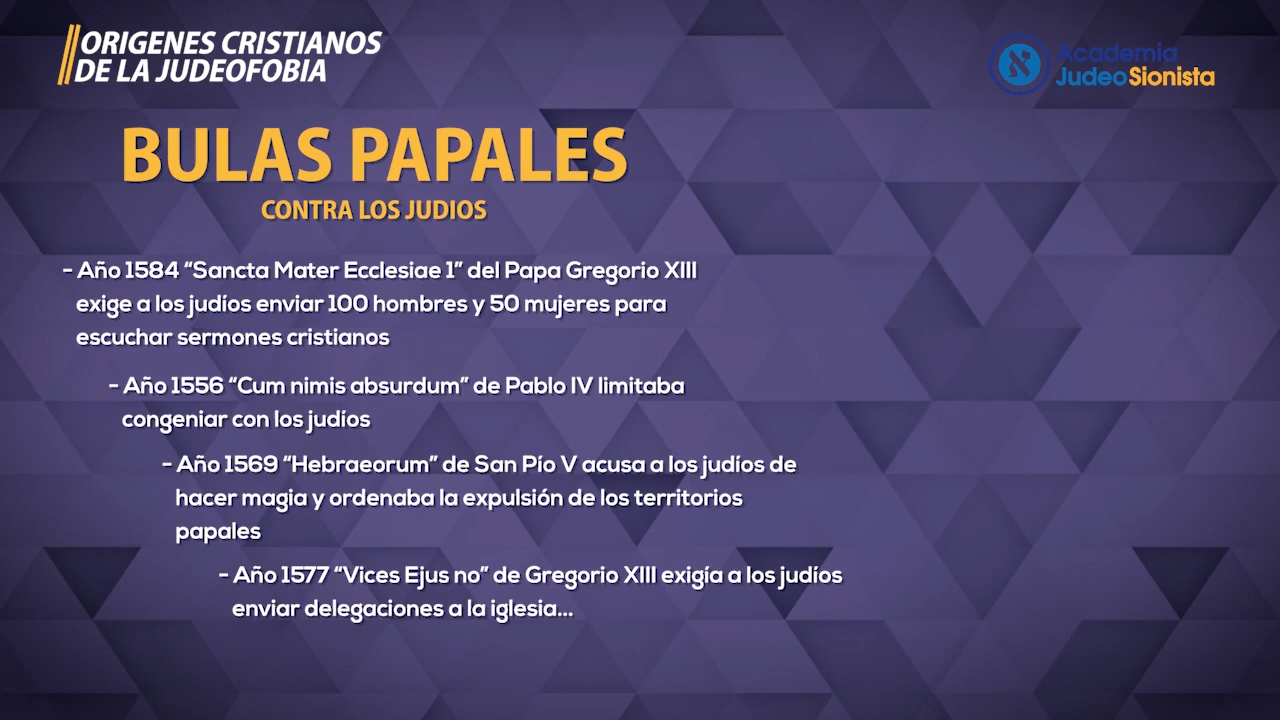 ORIGENES CRISTIANOS
DE LA JUDEOFOBIA
א
Academia
JudeoSionista
BULAS PAPALES
CONTRA LOS JUDIOS
- Año 1584 “Sancta Mater Ecclesiae 1” del Papa Gregorio XIII
exige a los judíos enviar 100 hombres y 50 mujeres para
escuchar sermones cristianos
- Año 1556 “Cum nimis absurdum” de Pablo IV limitaba
congeniar con los judíos
- Año 1569 “Hebraeorum” de San Pío V acusa a los judíos de
hacer magia y ordenaba la expulsión de los territorios
papales
- Año 1577 “Vices Ejus no” de Gregorio XIII exigía a los judíos
enviar delegaciones a la iglesia...